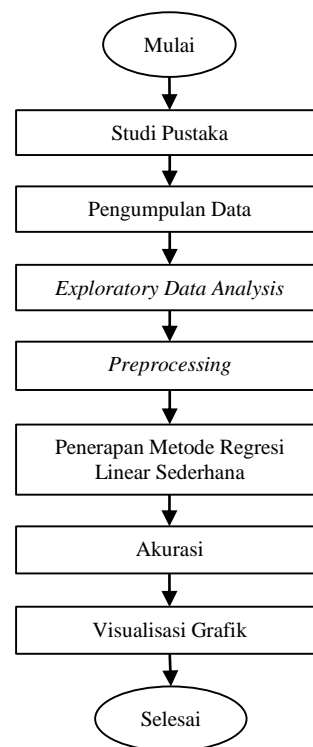 Mulai
Studi Pustaka
Pengumpulan Data
Exploratory Data Analysis
Preprocessing
Penerapan Metode Regresi
Linear Sederhana
Akurasi
Visualisasi Grafik
Selesai